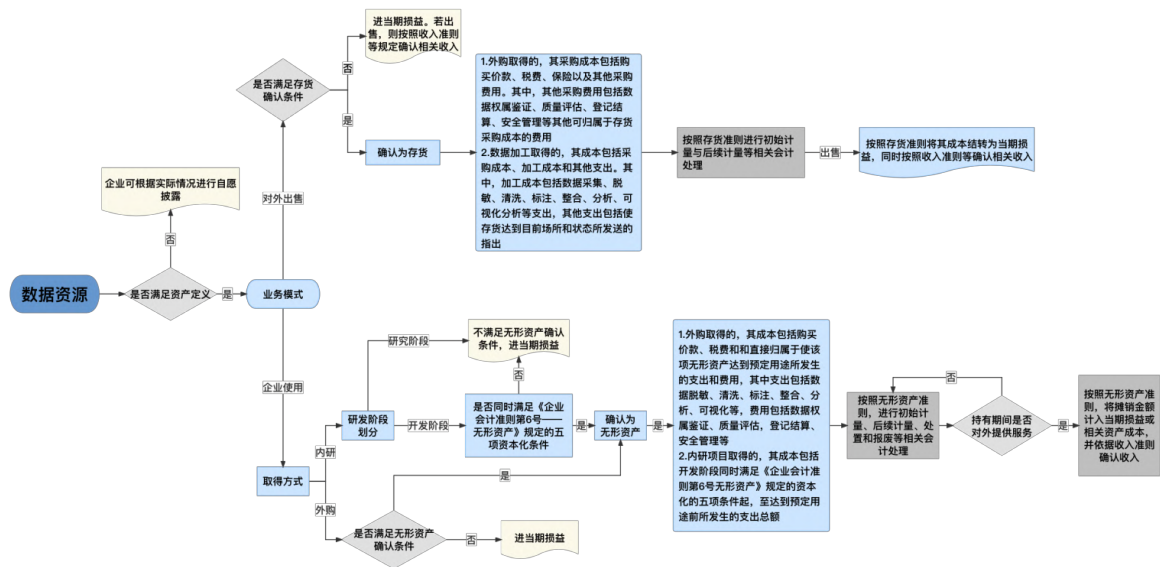 进当期损益。若出
售，则按照收入准则
等规定确认相关收入
否
是否满足存货
确认条件
是
确认为存货
1.外购取得的，其采购成本包括购
买价款、税费、保险以及其他采购
费用。其中，其他采购费用包括数
据权属鉴证、质量评估、登记结
算、安全管理等其他可归属于存货
采购成本的费用
2.数据加工取得的，其成本包括采
购成本、加工成本和其他支出。其
中，加工成本包括数据采集、脱
敏、清洗、标注、整合、分析、可
视化分析等支出，其他支出包括使
存货达到目前场所和状态所发送的
指出
按照存货准则进行初始计
量与后续计量等相关会计
处理
出售
按照存货准则将其成本结转为当期损
益，同时按照收入准则等确认相关收入
企业可根据实际情况进行自愿
披露
对外出售
否
数据资源
是否满足资产定义
是
业务模式
企业使用
取得方式
内研
外购
研发阶段
划分
研究阶段
不满足无形资产确认
条件，进当期损益
否
开发阶段
是否同时满足《企业
会计准则第6号——
无形资产》规定的五
项资本化条件
是
确认为
无形资产
是
是否满足无形资产
确认条件
是
否
进当期损益
1.外购取得的，其成本包括购买
价款、税费和和直接归属于使该
项无形资产达到预定用途所发生
的支出和费用，其中支出包括数
据脱敏、清洗、标注、整合、分
析、可视化等，费用包括数据权
属鉴证、质量评估，登记结算、
安全管理等
2.内研项目取得的，其成本包括
开发阶段同时满足《企业会计准
则第6号无形资产》规定的资本
化的五项条件起，至达到预定用
途前所发生的支出总额
按照无形资产准
则，进行初始计
量、后续计量、处
置和报废等相关会
计处理
否
持有期间是否
对外提供服务
是
按照无形资产准
则，将摊销金额
计入当期损益或
相关资产成本，
并依据收入准则
确认收入